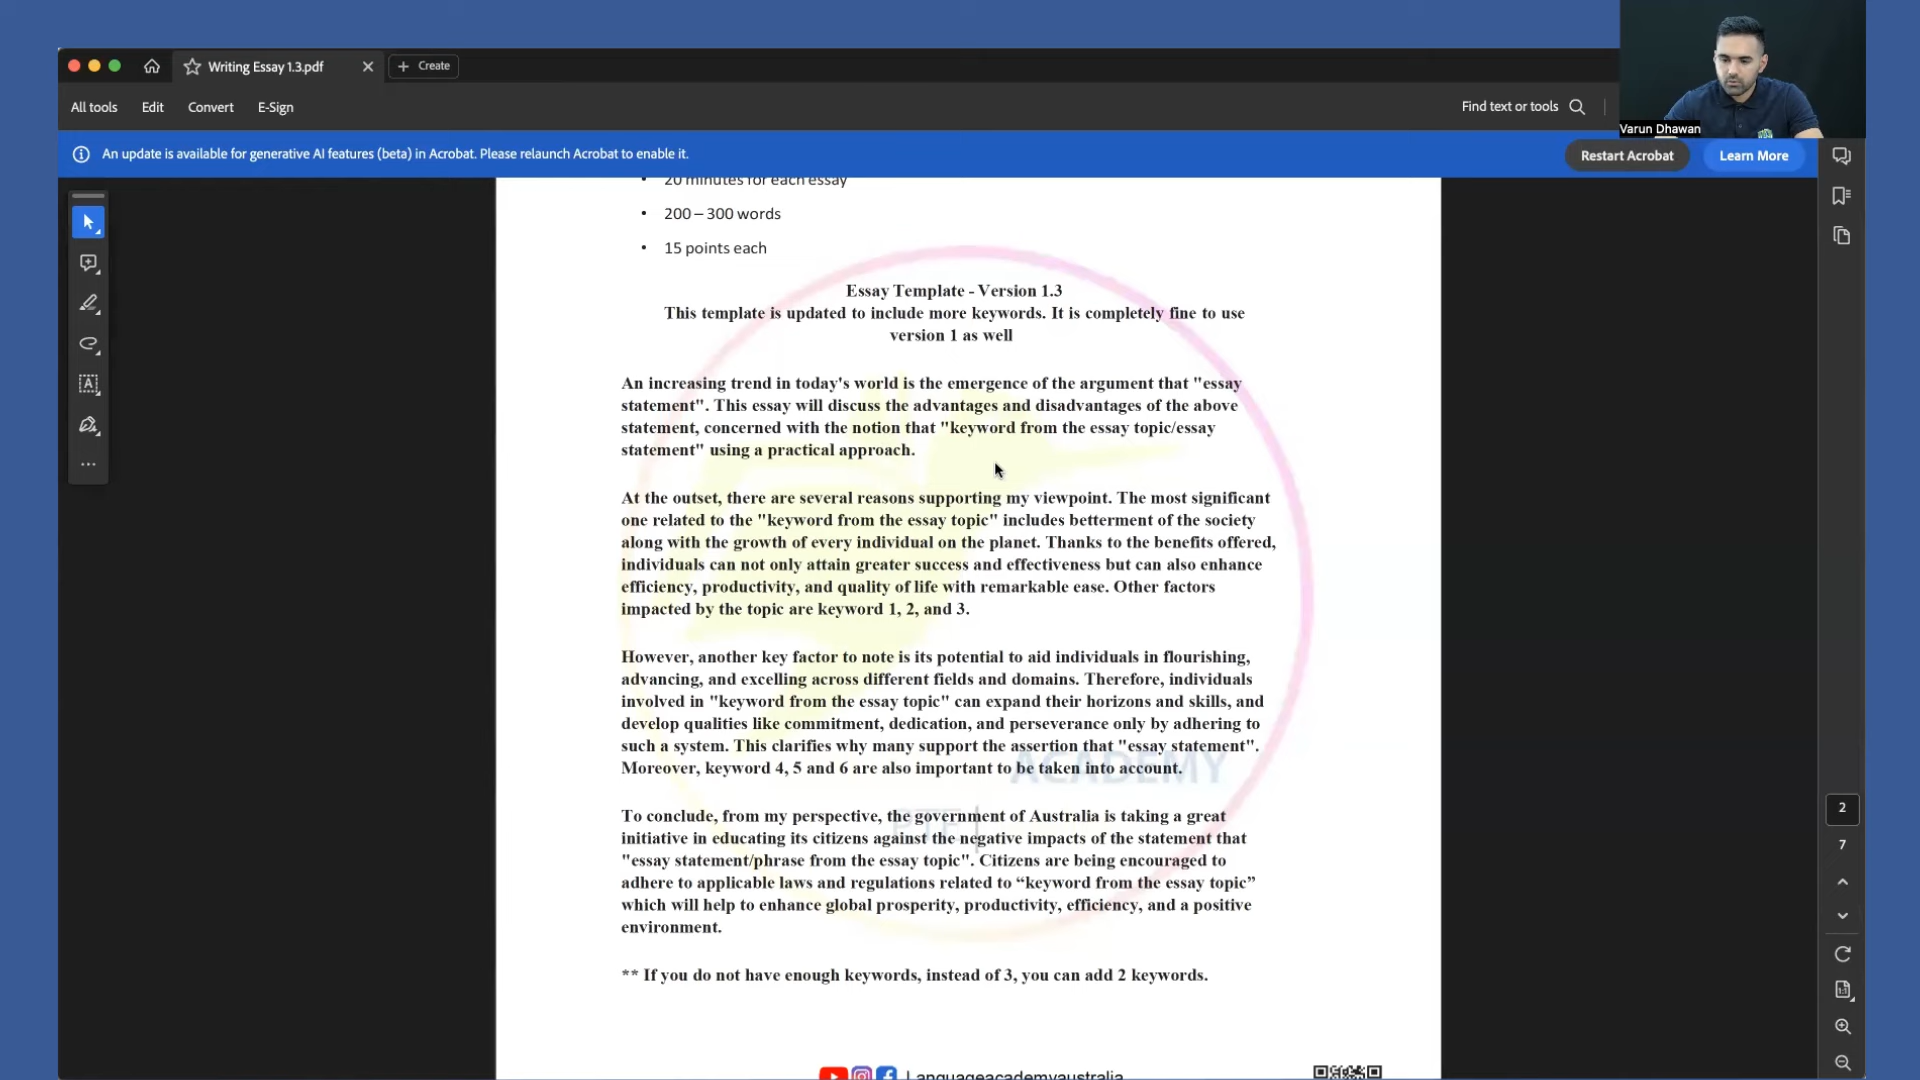 Writing Essay 1.3.pdf
Create
All tools
Edit
Convert
E-Sign
Find text or tools
Varun Dhawan
An update is available for generative AI features (beta) in Acrobat. Please relaunch Acrobat to enable it.
Restart Acrobat
Learn More
• 20 minutes for each essay
• 200 – 300 words
• 15 points each
Essay Template - Version 1.3
This template is updated to include more keywords. It is completely fine to use
version 1 as well
An increasing trend in today's world is the emergence of the argument that "essay
statement". This essay will discuss the advantages and disadvantages of the above
statement, concerned with the notion that "keyword from the essay topic/essay
statement" using a practical approach.
At the outset, there are several reasons supporting my viewpoint. The most significant
one related to the "keyword from the essay topic" includes betterment of the society
along with the growth of every individual on the planet. Thanks to the benefits offered,
individuals can not only attain greater success and effectiveness but can also enhance
efficiency, productivity, and quality of life with remarkable ease. Other factors
impacted by the topic are keyword 1, 2, and 3.
However, another key factor to note is its potential to aid individuals in flourishing,
advancing, and excelling across different fields and domains. Therefore, individuals
involved in "keyword from the essay topic" can expand their horizons and skills, and
develop qualities like commitment, dedication, and perseverance only by adhering to
such a system. This clarifies why many support the assertion that "essay statement".
Moreover, keyword 4, 5 and 6 are also important to be taken into account.
ACADEMY
PTE |
To conclude, from my perspective, the government of Australia is taking a great
initiative in educating its citizens against the negative impacts of the statement that
"essay statement/phrase from the essay topic". Citizens are being encouraged to
adhere to applicable laws and regulations related to “keyword from the essay topic”
which will help to enhance global prosperity, productivity, efficiency, and a positive
environment.
** If you do not have enough keywords, instead of 3, you can add 2 keywords.
Languageacademyaustralia
2
7